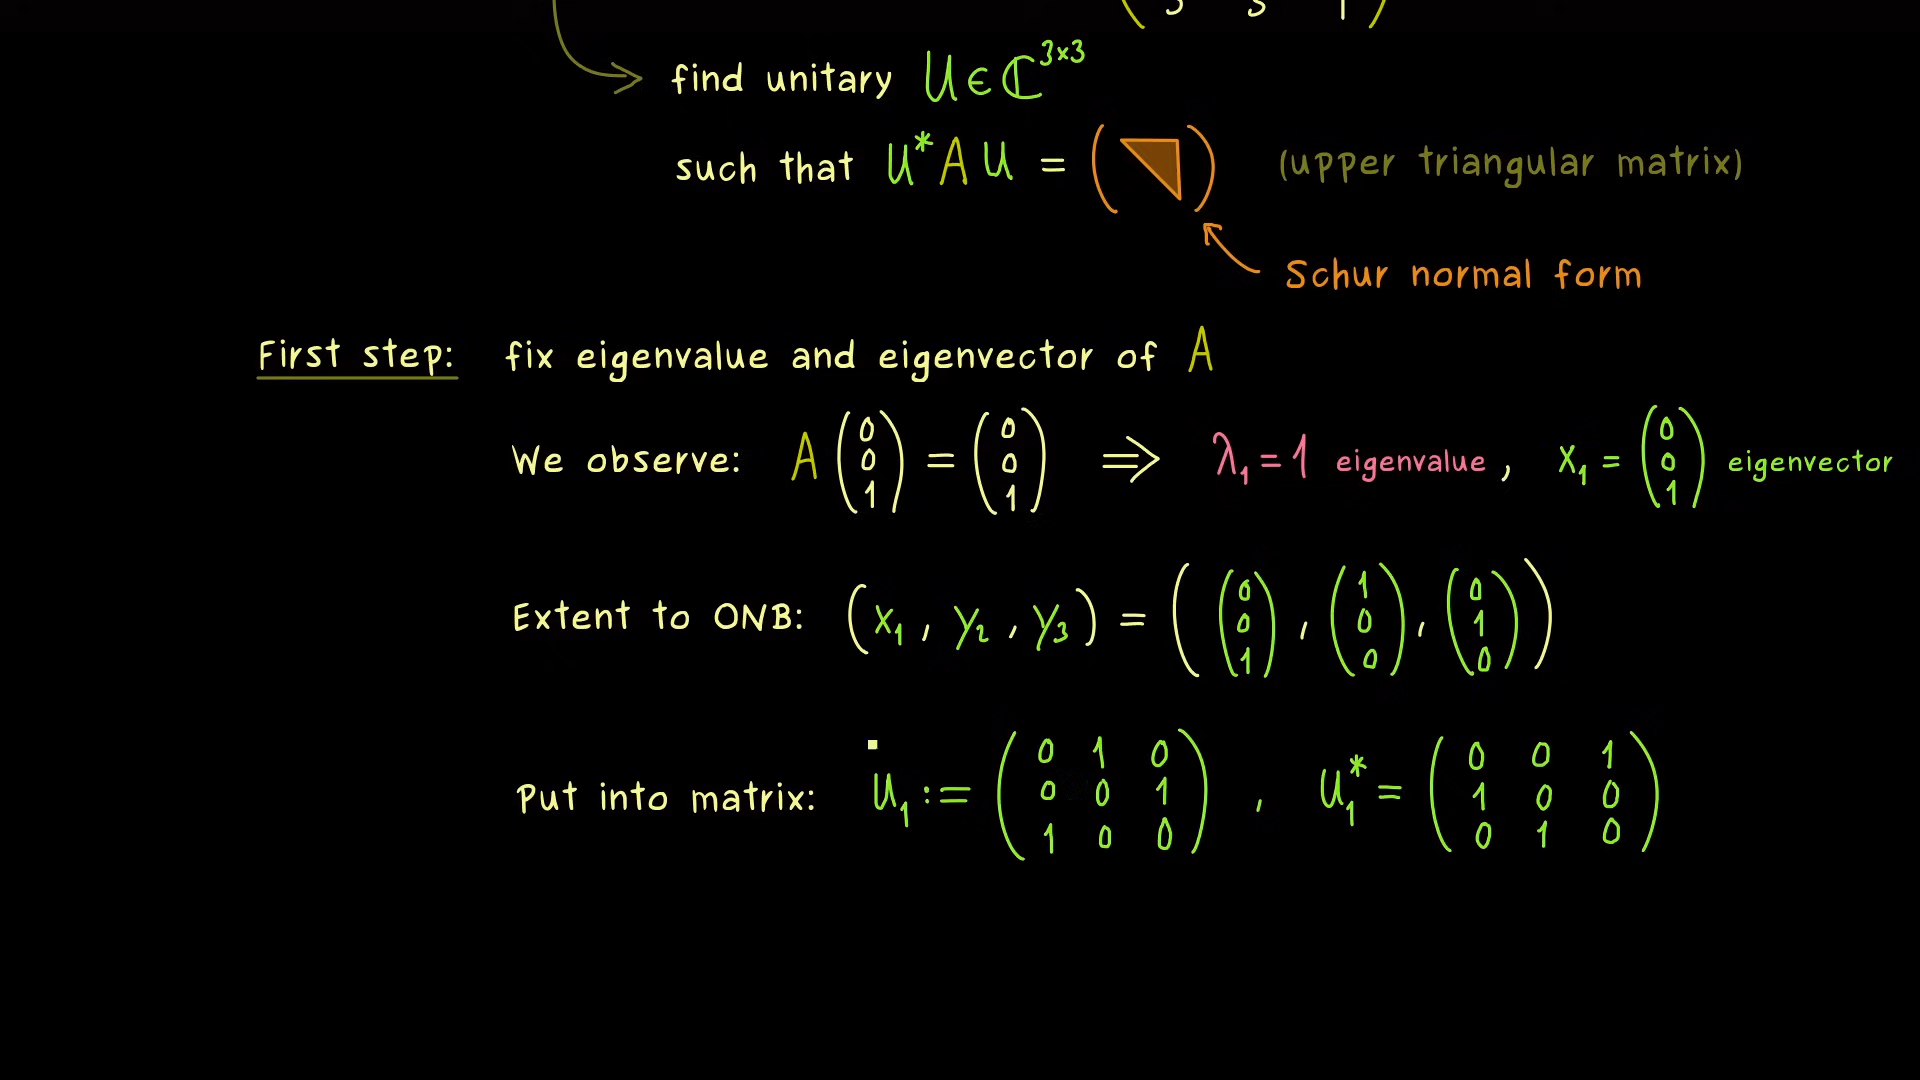 find unitary U ∈ ℂ^{3×3}
such that U* A U = ( ) (upper triangular matrix)
Schur normal form
First step: fix eigenvalue and eigenvector of A
We observe: A (0 0 1) = (0 0 1) ⇒ λ₁ = 1 eigenvalue , x₁ = (0 0 1) eigenvector
Extent to ONB: (x₁ , y₂ , y₃) = ( (0 0 1) , (1 0 0) , (0 1 0) )
Put into matrix: U₁ := (0 1 0; 0 0 1; 1 0 0) , U₁* = (0 0 1; 1 0 0; 0 1 0)